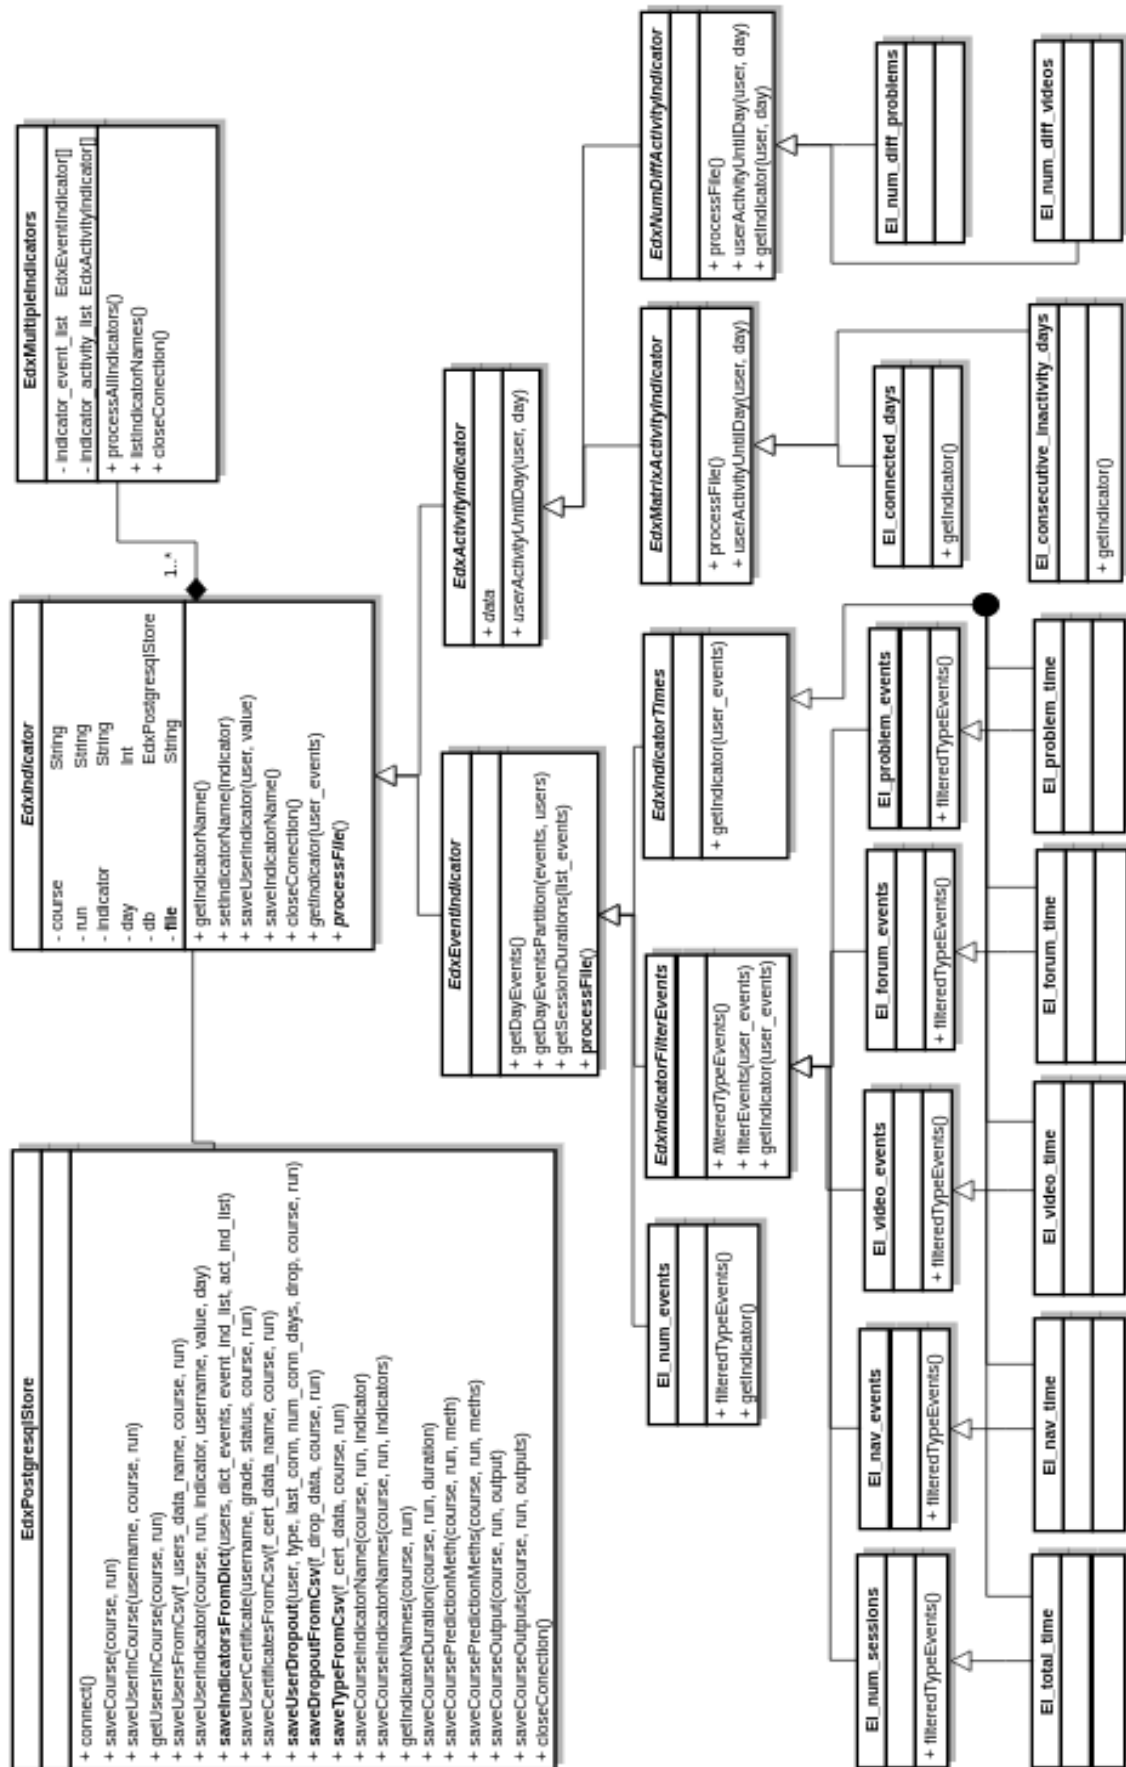 EdxPostgresqlStore
+ connect()
+ saveCourse(course, run)
+ saveUserInCourse(username, course, run)
+ getUsersInCourse(course, run)
+ saveUsersFromCsv(f_users_data_name, course, run)
+ saveUserIndicator(course, run, indicator, username, value, day)
+ saveIndicatorsFromDict(users, dict_events, event_ind_list, act_ind_list)
+ saveUserCertificate(username, grade, status, course, run)
+ saveCertificatesFromCsv(f_cert_data_name, course, run)
+ saveUserDropout(user, type, last_conn, num_conn_days, drop, course, run)
+ saveDropoutFromCsv(f_drop_data, course, run)
+ saveTypeFromCsv(f_cert_data, course, run)
+ saveCourseIndicatorName(course, run, indicator)
+ saveCourseIndicatorNames(course, run, indicators)
+ getIndicatorNames(course, run)
+ saveCourseDuration(course, run, duration)
+ saveCoursePredictionMeth(course, run, meth)
+ saveCoursePredictionMeths(course, run, meths)
+ saveCourseOutput(course, run, output)
+ saveCourseOutputs(course, run, outputs)
+ closeConection()
EdxIndicator
- course String
- run String
- indicator String
- day Int
- db EdxPostgresqlStore
- file String
+ getIndicatorName()
+ setIndicatorName(indicator)
+ saveUserIndicator(user, value)
+ saveIndicatorName()
+ closeConection()
+ getIndicator(user_events)
+ processFile()
1..*
EdxMultipleIndicators
- indicator_event_list EdxEventIndicator[]
- indicator_activity_list EdxActivityIndicator[]
+ processAllIndicators()
+ listIndicatorNames()
+ closeConection()
EdxEventIndicator
+ getDayEvents()
+ getDayEventsPartition(events, users)
+ getSessionDurations(list_events)
+ processFile()
EdxActivityIndicator
+ data
+ userActivityUntilDay(user, day)
EI_num_events
+ filteredTypeEvents()
+ getIndicator()
EdxIndicatorFilterEvents
+ filteredTypeEvents()
+ filterEvents(user_events)
+ getIndicator(user_events)
EdxIndicatorTimes
+ getIndicator(user_events)
EdxMatrixActivityIndicator
+ processFile()
+ userActivityUntilDay(user, day)
EdxNumDiffActivityIndicator
+ processFile()
+ userActivityUntilDay(user, day)
+ getIndicator(user, day)
EI_num_sessions
+ filteredTypeEvents()
EI_nav_events
+ filteredTypeEvents()
EI_video_events
+ filteredTypeEvents()
EI_forum_events
+ filteredTypeEvents()
EI_problem_events
+ filteredTypeEvents()
EI_connected_days
+ getIndicator()
EI_num_diff_problems
EI_total_time
EI_nav_time
EI_video_time
EI_forum_time
EI_problem_time
EI_consecutive_inactivity_days
+ getIndicator()
EI_num_diff_videos